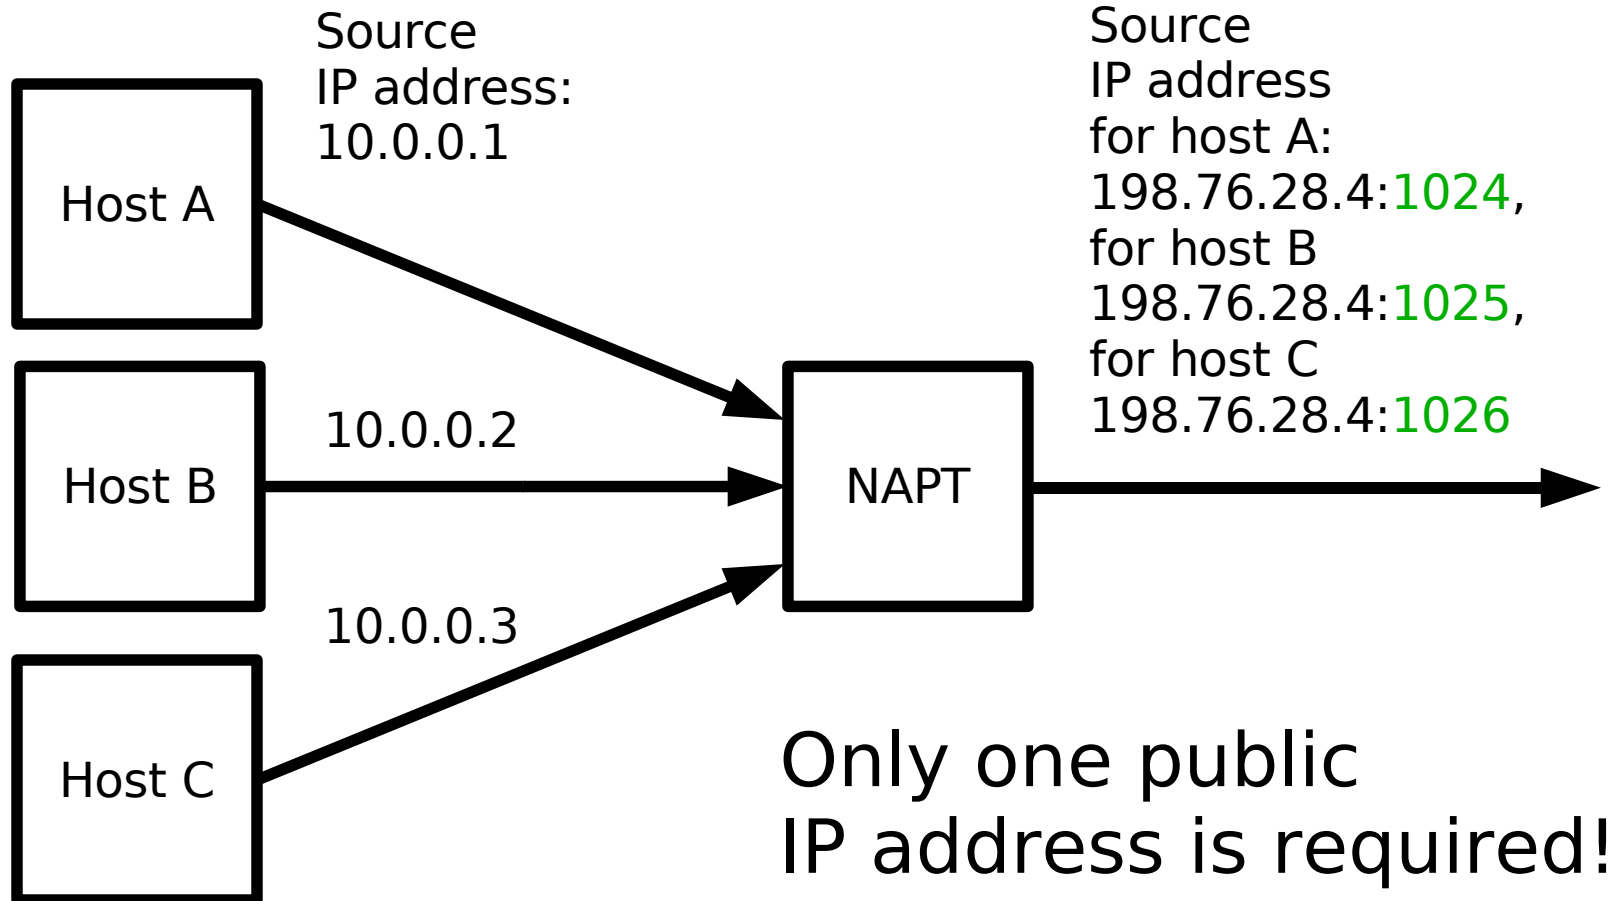 Source
IP address:
10.0.0.1
Source
IP address
for host A:
198.76.28.4:1024,
for host B
198.76.28.4:1025,
for host C
198.76.28.4:1026
Host A
10.0.0.2
Host B
NAPT
10.0.0.3
Host C
Only one public
IP address is required!